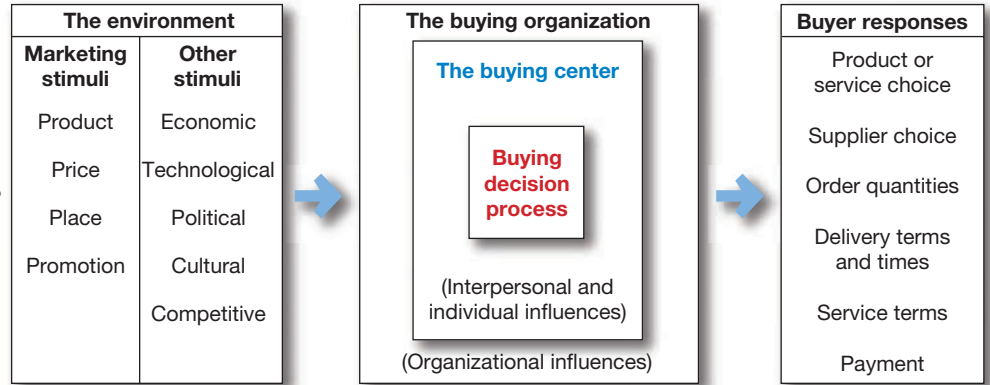 The environment
Marketing
stimuli
Product
Price
Place
Promotion
Other
stimuli
Economic
Technological
Political
Cultural
Competitive
The buying organization
The buying center
Buying
decision
process
(Interpersonal and
individual influences)
(Organizational influences)
Buyer responses
Product or
service choice
Supplier choice
Order quantities
Delivery terms
and times
Service terms
Payment